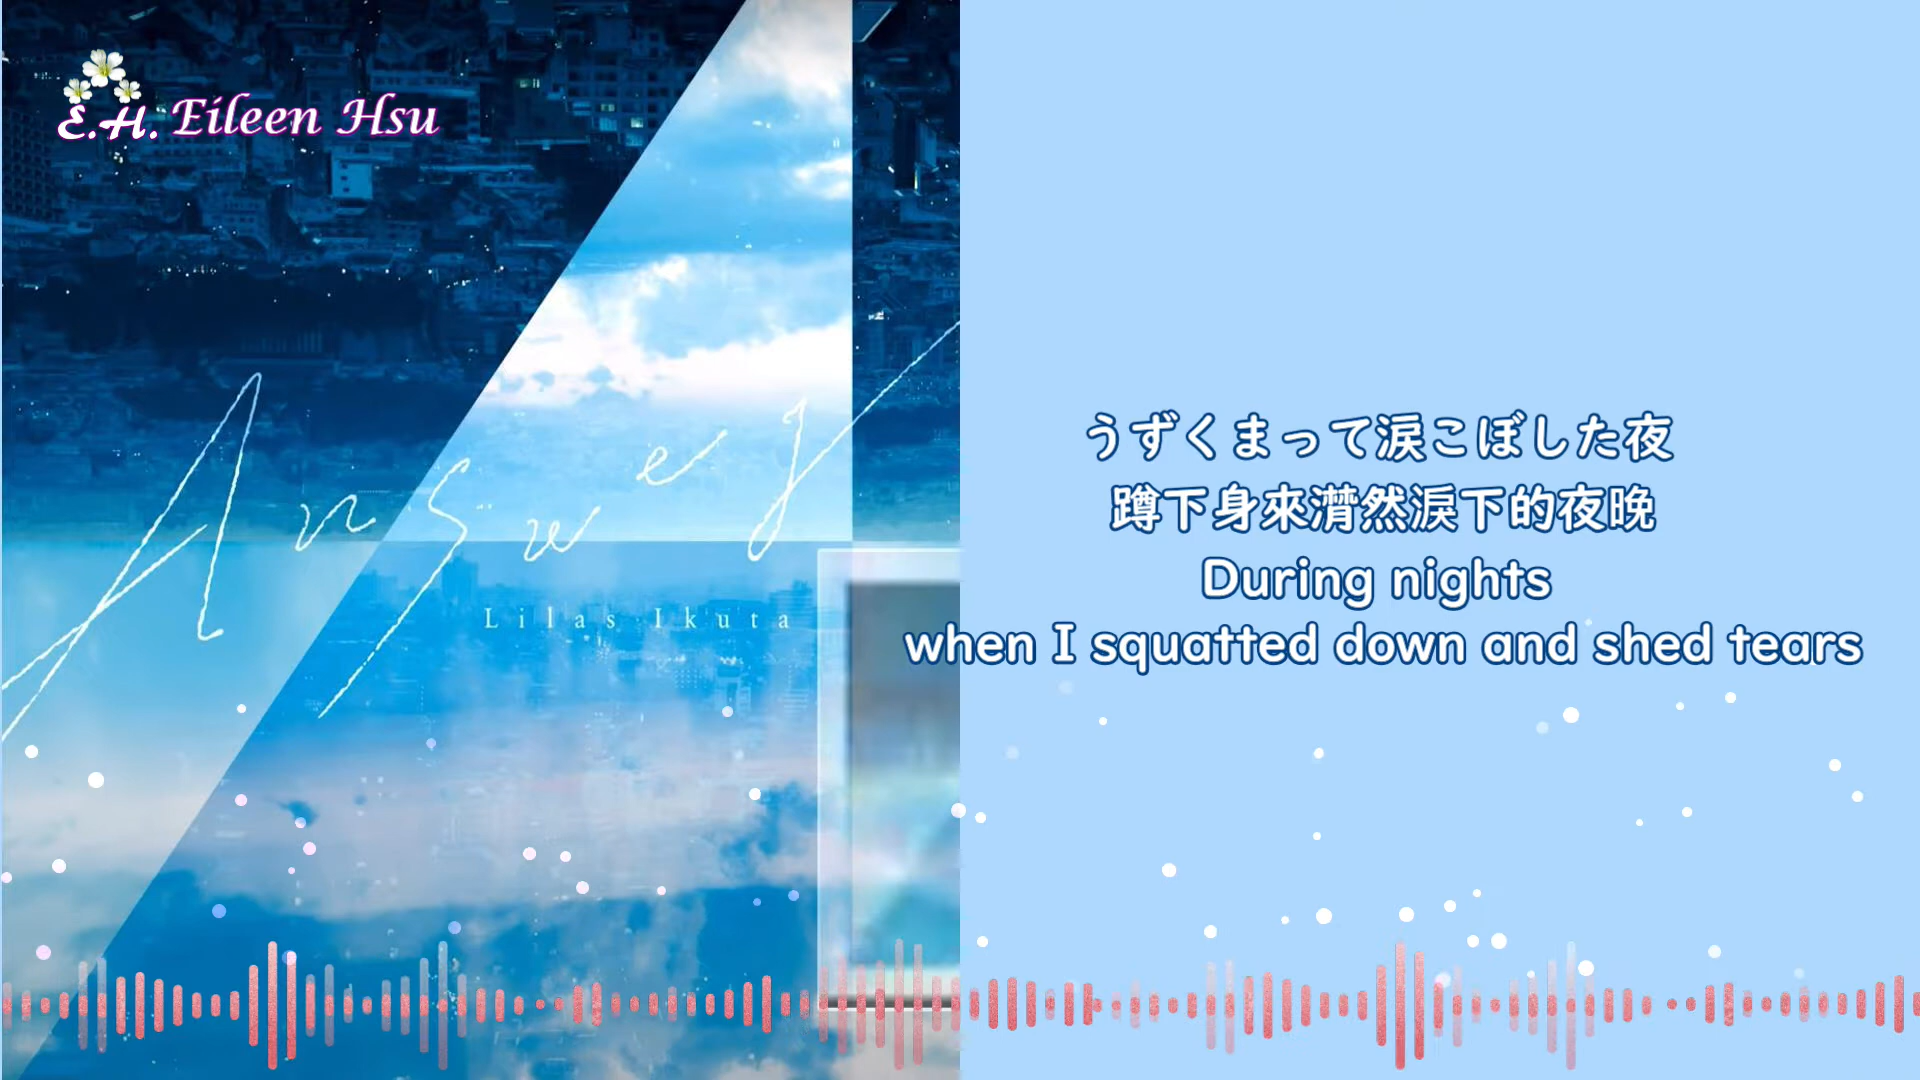 E.H. Eileen Hsu
Answer
Lilas Ikuta
うずくまって涙こぼした夜
蹲下身來潸然淚下的夜晚
During nights
when I squatted down and shed tears